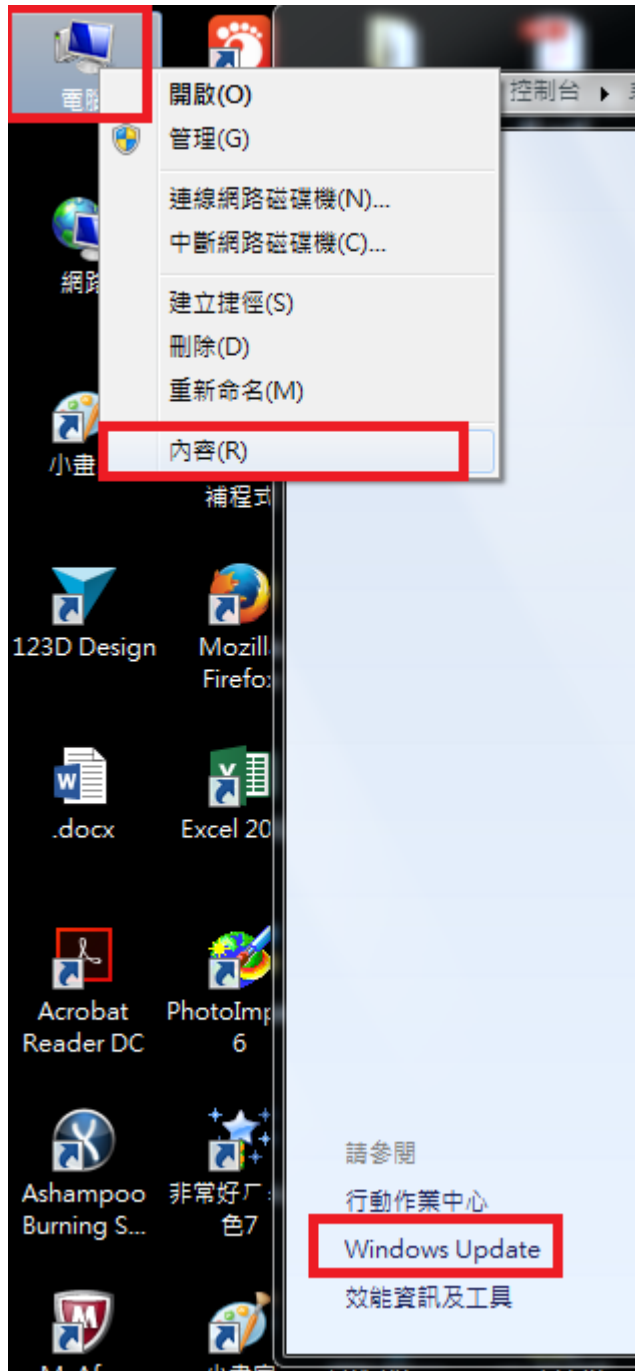 電腦
開啟(O)
控制台
管理(G)
連線網路磁碟機(N)...
中斷網路磁碟機(C)...
網路
建立捷徑(S)
刪除(D)
重新命名(M)
內容(R)
小畫
補程式
123D Design
Mozill
Firefo
.docx
Excel 20
Acrobat
Reader DC
PhotoImp
6
Ashampoo
Burning S...
非常好
色7
請參閱
行動作業中心
Windows Update
效能資訊及工具